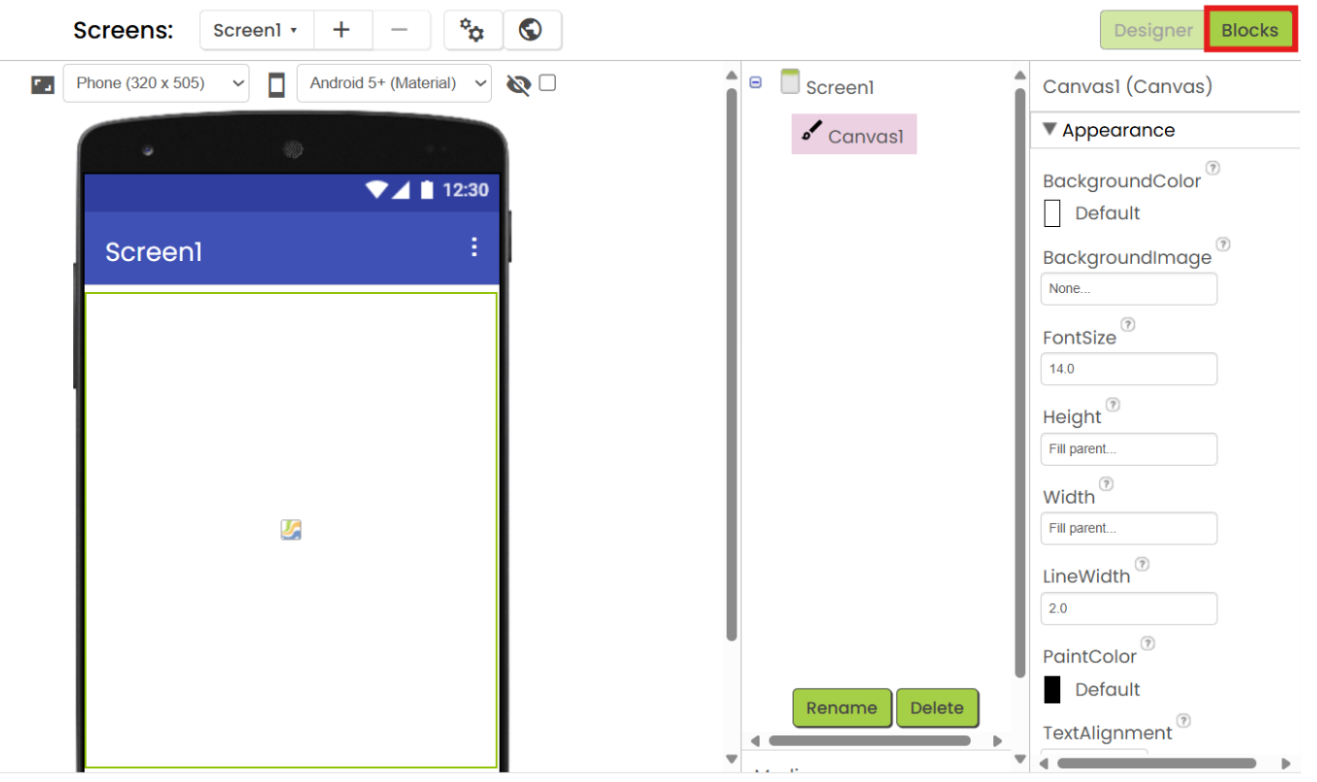 Screens:
Screen1
Designer
Blocks
Phone (320 x 505)
Android 5+ (Material)
12:30
Screen1
Screen1
Canvas1
Rename
Delete
Canvas1 (Canvas)
Appearance
BackgroundColor ?
Default
BackgroundImage ?
None...
FontSize ?
14.0
Height ?
Fill parent...
Width ?
Fill parent...
LineWidth ?
2.0
PaintColor ?
Default
TextAlignment ?